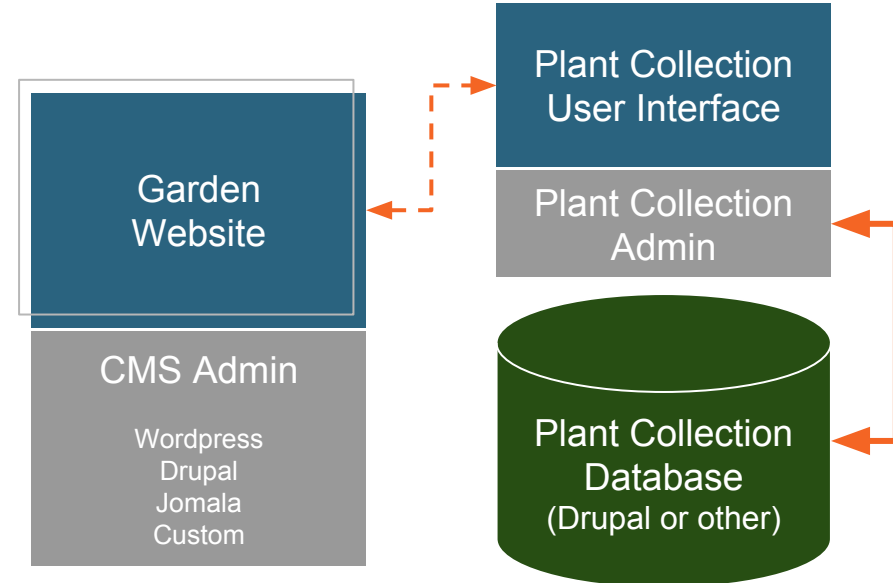 Garden
Website
CMS Admin
Wordpress
Drupal
Jomala
Custom
Plant Collection
User Interface
Plant Collection
Admin
Plant Collection
Database
(Drupal or other)